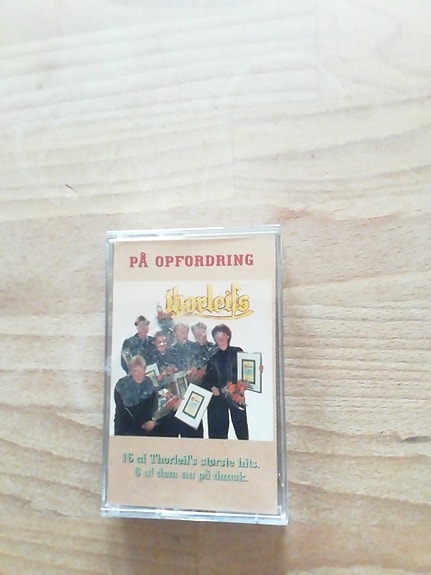 PÅ OPFORDRING
thorleifs
16 af Thorleif's største hits.
6 af dem nu på dansk.